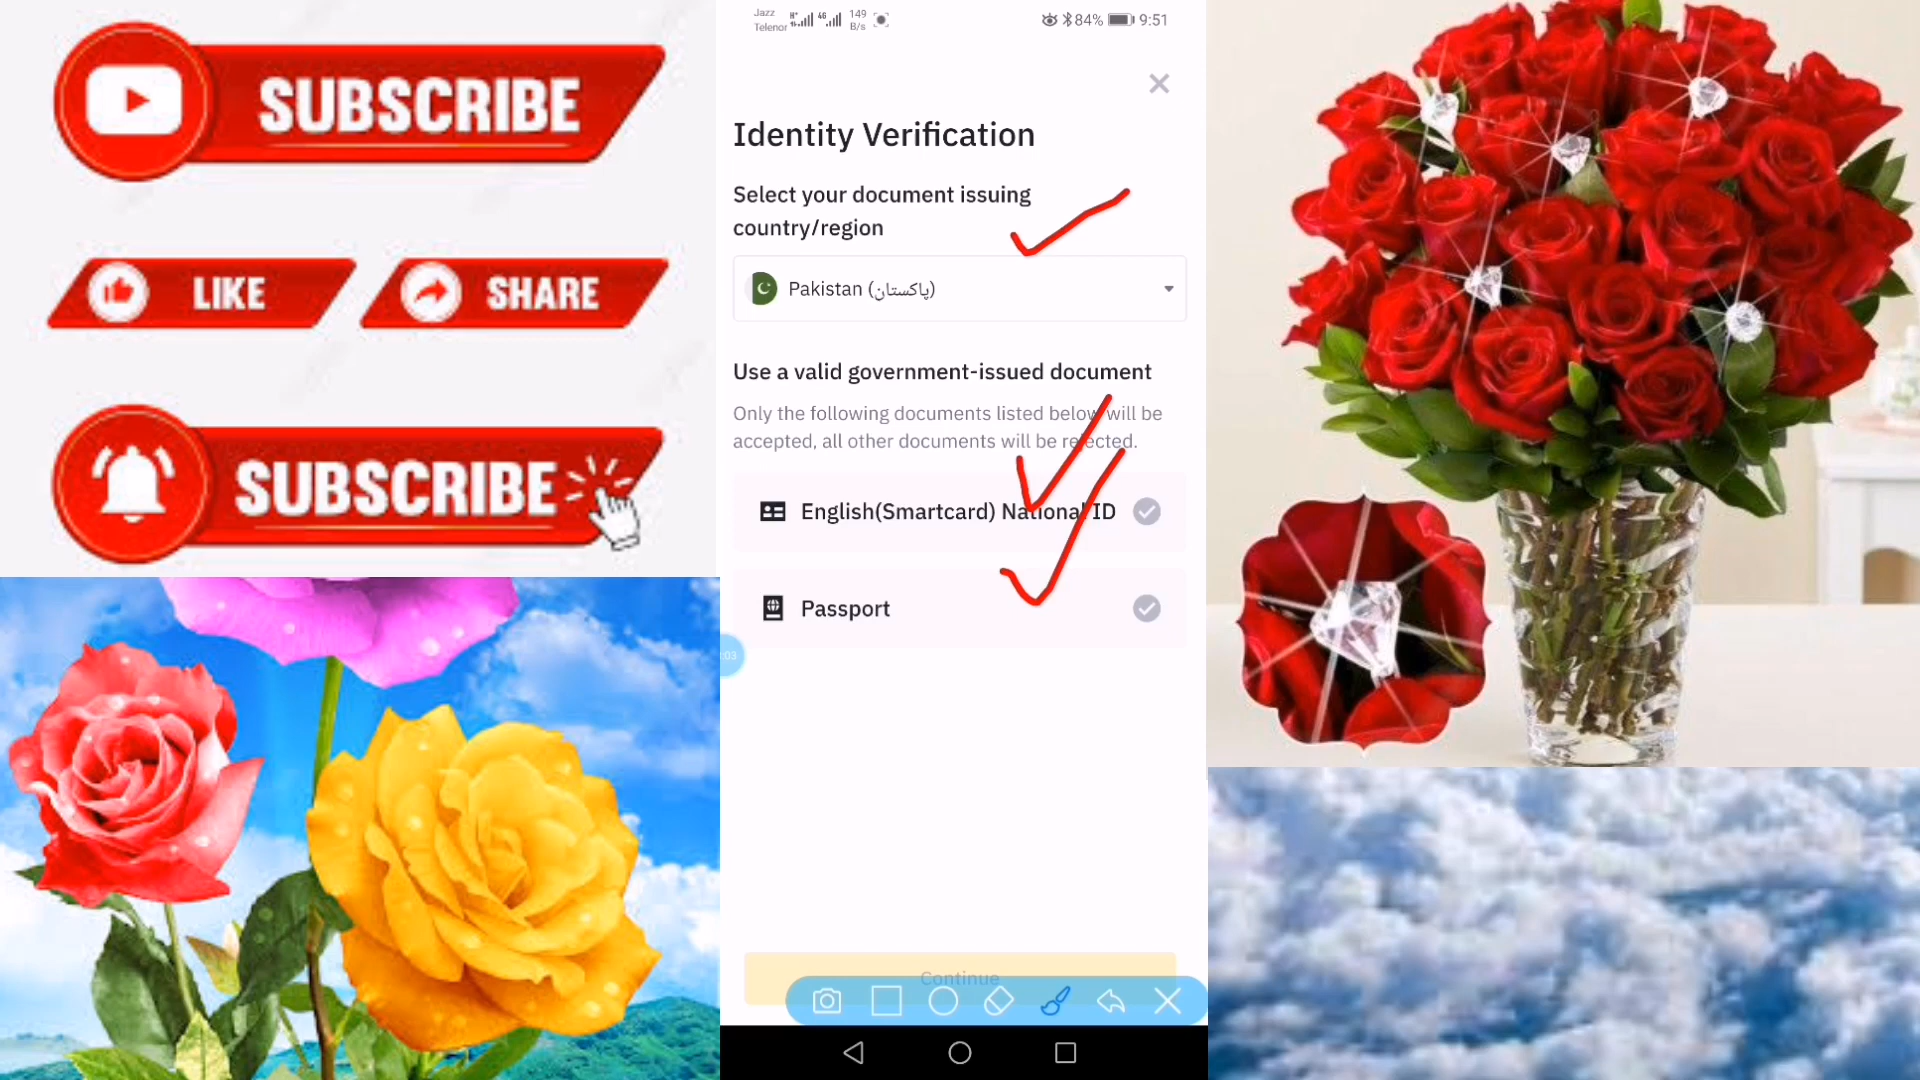 SUBSCRIBE
LIKE
SHARE
SUBSCRIBE
Jazz
Telenor
H+
4G
149
B/s
84%
9:51
Identity Verification
Select your document issuing
country/region
Pakistan (پاکستان)
Use a valid government-issued document
Only the following documents listed below will be
accepted, all other documents will be rejected.
English(Smartcard) National ID
Passport
:03
Continue